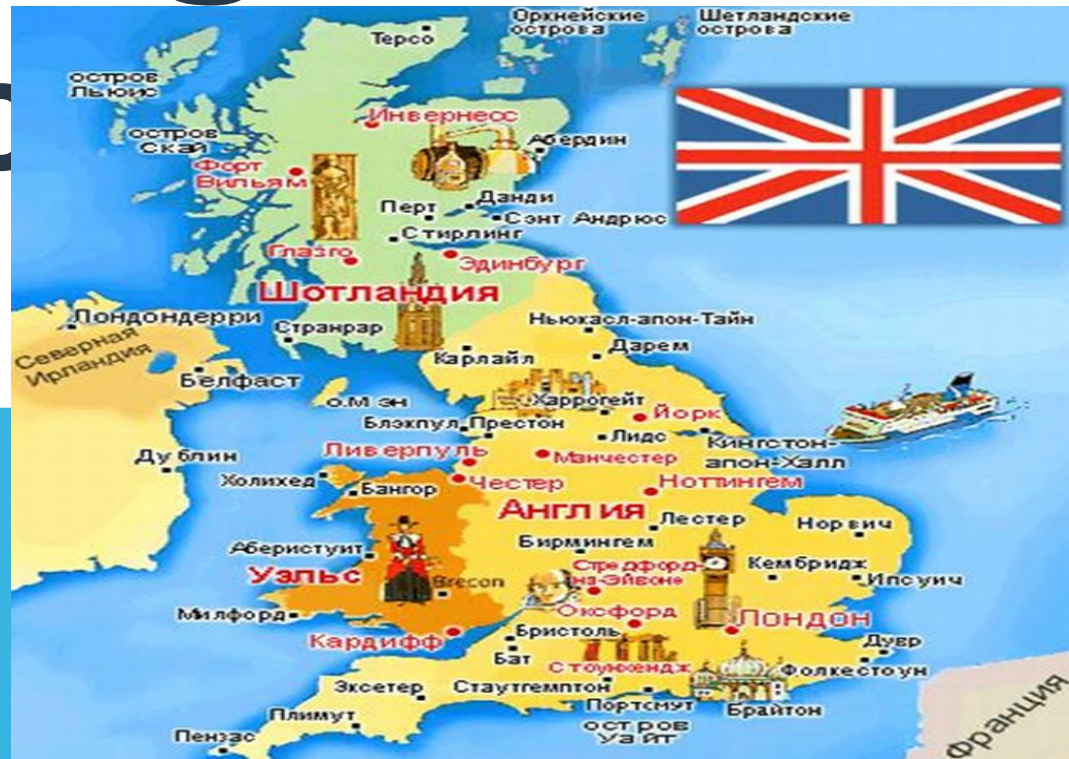 Оркнейские
острова
Шетландские
острова
Терсо
остров
Льюис
остров
Скай
Инвернесс
Абердин
Форт
Вильям
Данди
Перт
Сэнт Андрюс
Стирлинг
Глазго
Эдинбург
Шотландия
Лондондерри
Странрар
Ньюкасл-апон-Тайн
Северная
Ирландия
Дарем
Карлайл
Белфаст
о.Мэн
Харрогейт
Йорк
Блэкпул
Престон
Лидс
Кингстон-
апон-Халл
Дублин
Ливерпуль
Манчестер
Холихед
Бангор
Честер
Ноттингем
Англия
Лестер
Норвич
Бирмингем
Аберистуит
Стредфорд-
на-Эйвоне
Кембридж
Ипсуич
Уэльс
Brecon
Милфорд
Оксфорд
Лондон
Кардифф
Бристоль
Дувр
Бат
Стоунхендж
Фолкестоун
Эксетер
Стаутгемптон
Портсмут
Брайтон
остров
Уайт
Плимут
Пензас
Франция